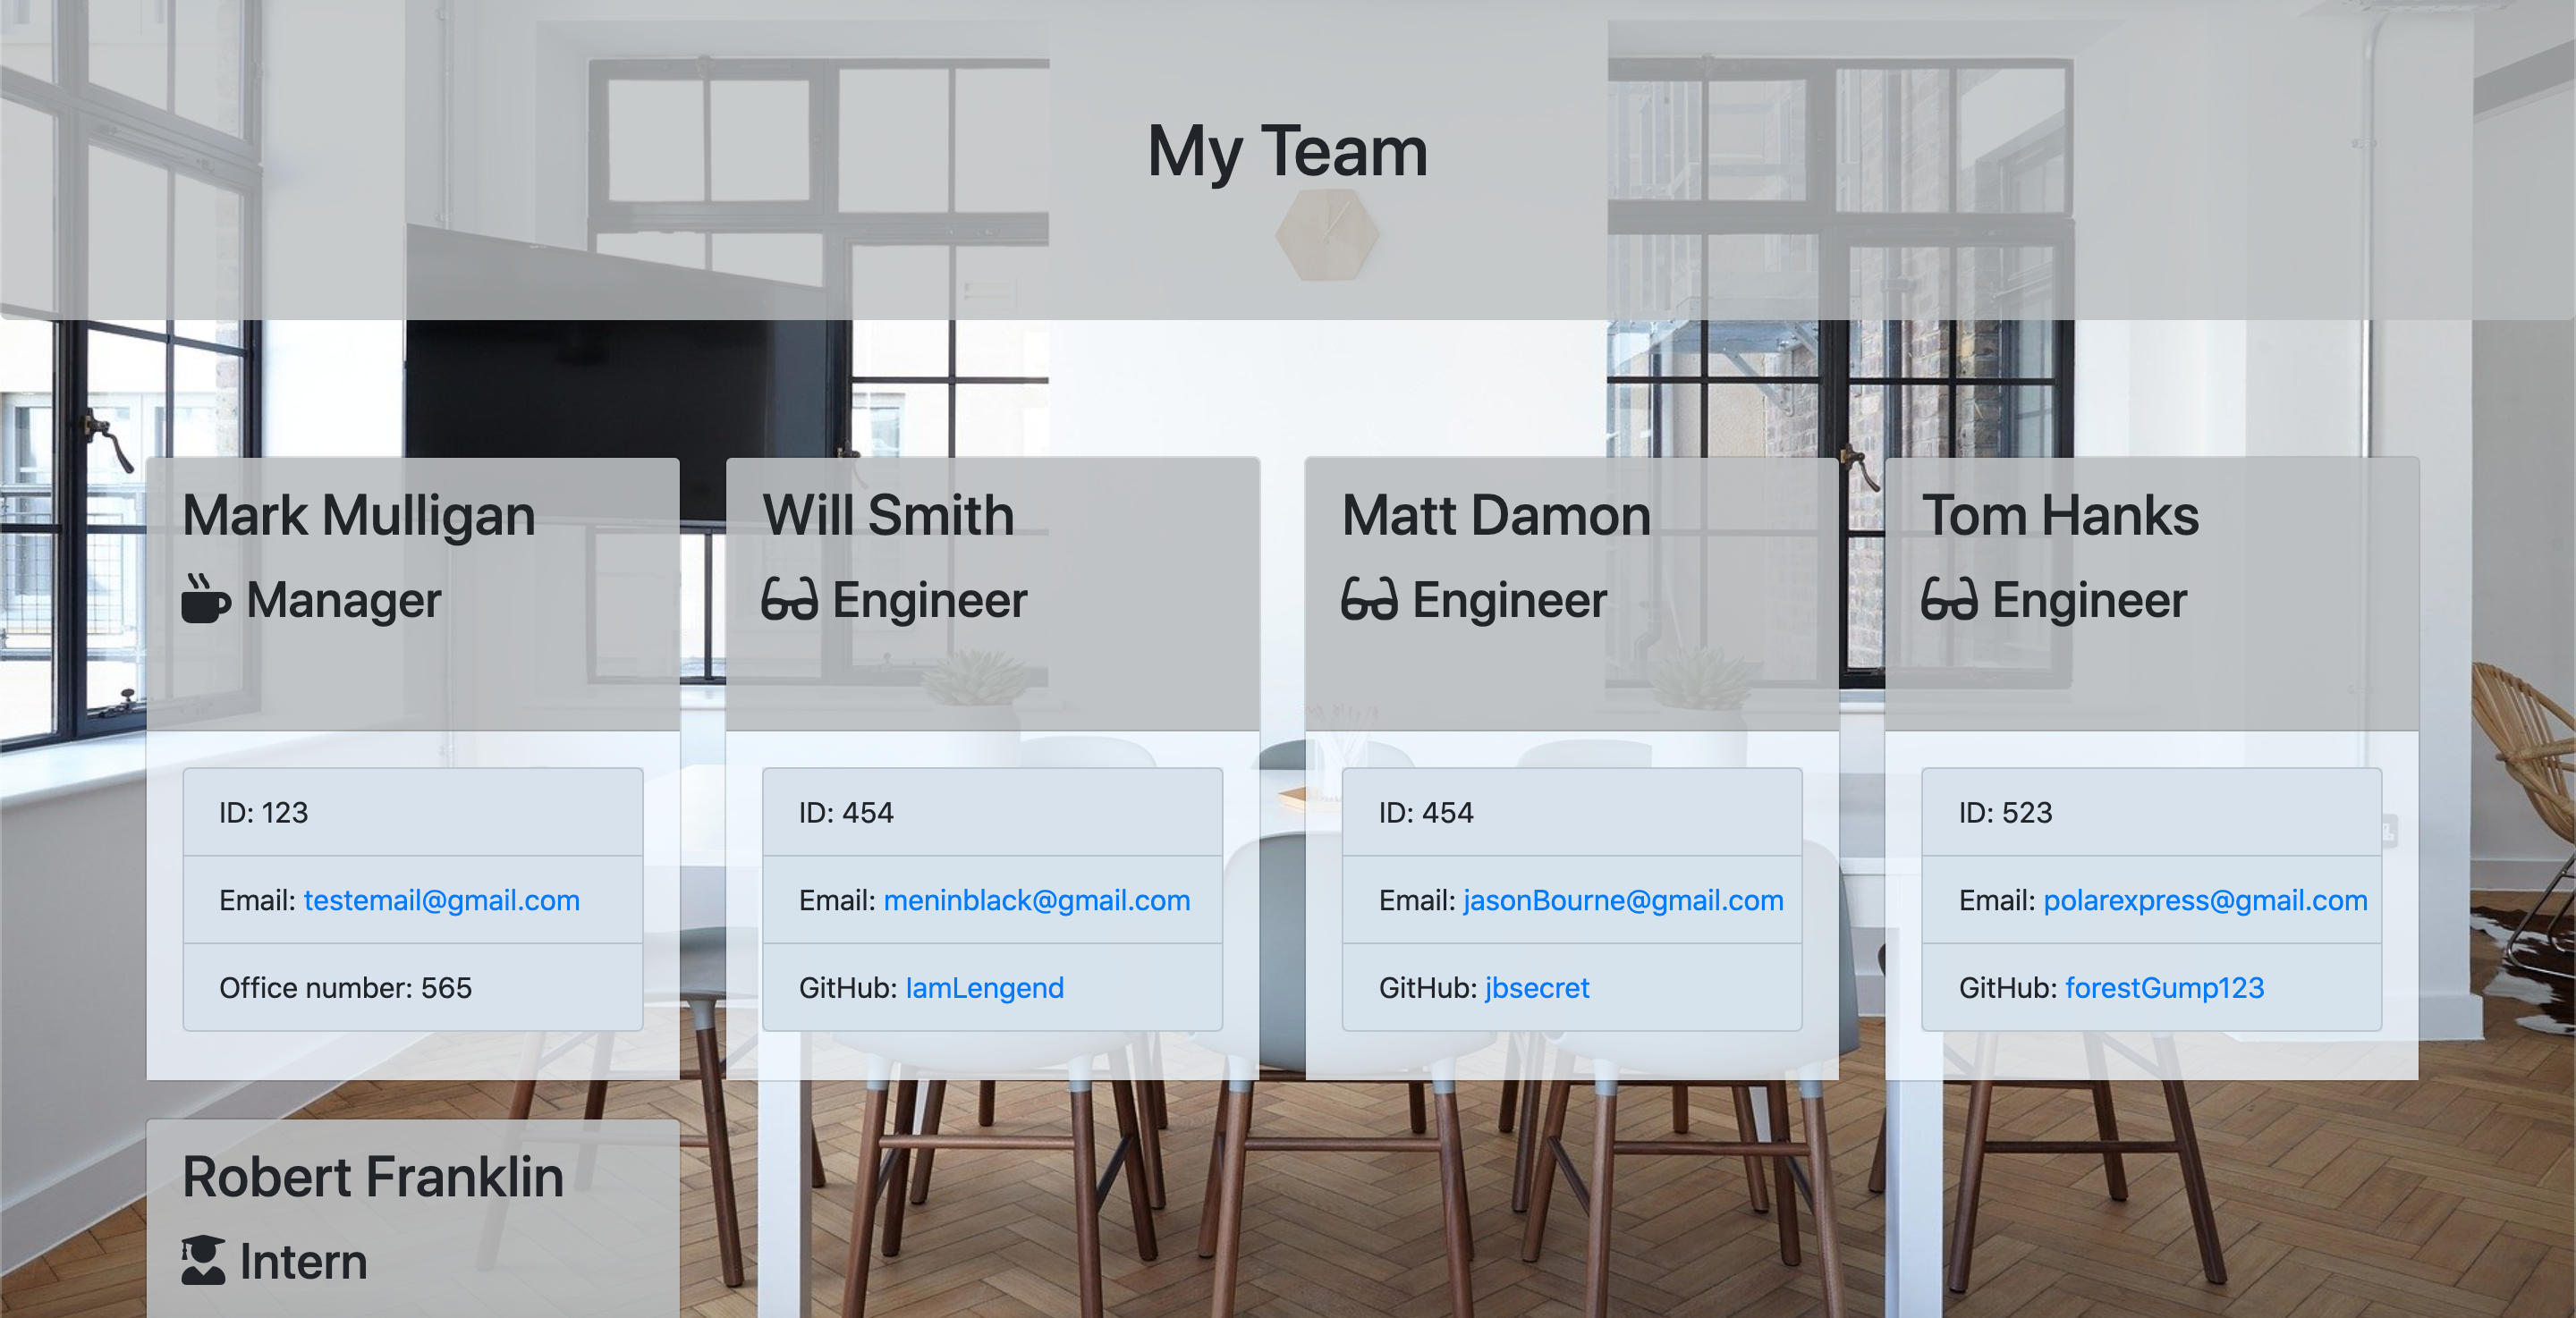 My Team
Mark Mulligan
Manager
ID: 123
Email: testemail@gmail.com
Office number: 565
Will Smith
Engineer
ID: 454
Email: meninblack@gmail.com
GitHub: IamLengend
Matt Damon
Engineer
ID: 454
Email: jasonBourne@gmail.com
GitHub: jbsecret
Tom Hanks
Engineer
ID: 523
Email: polarexpress@gmail.com
GitHub: forestGump123
Robert Franklin
Intern